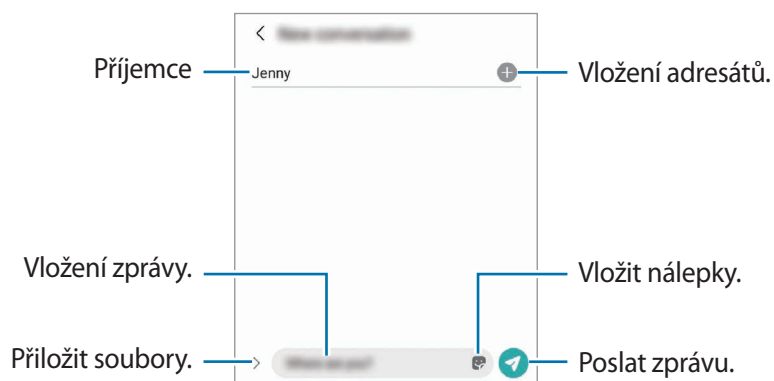 Příjemce
Jenny
Vložení adresátů.
Vložení zprávy.
Vložit nálepky.
Přiložit soubory.
Poslat zprávu.